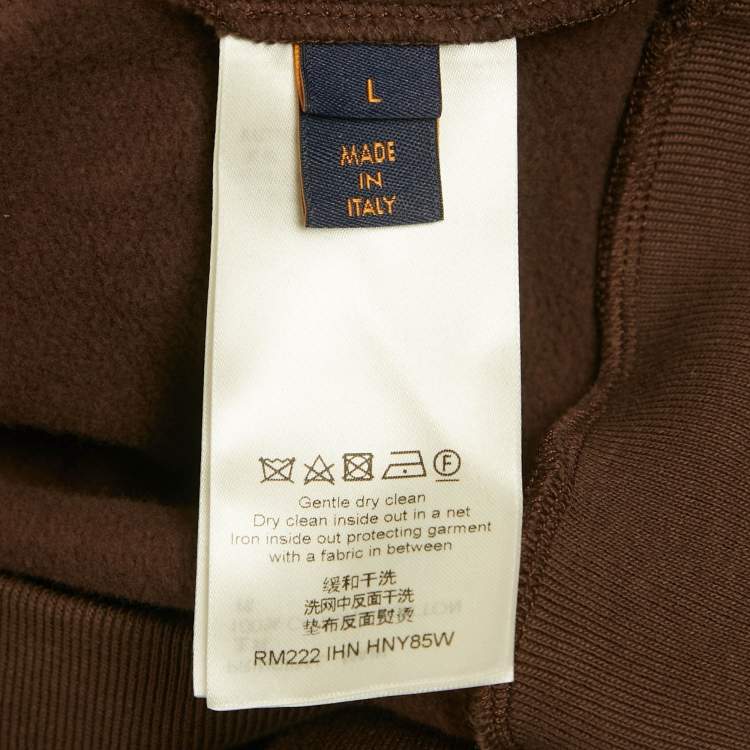 L
MADE
IN
ITALY
F
Gentle dry clean
Dry clean inside out in a net
Iron inside out protecting garment
with a fabric in between
缓和干洗
洗网中反面干洗
垫布反面熨烫
RM222 IHN HNY85W